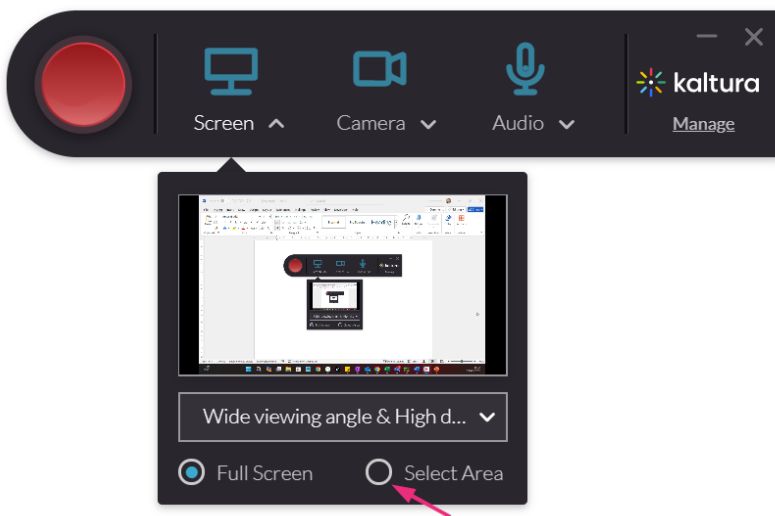 kaltura
Screen Camera Audio Manage
Wide viewing angle & High d...
Full Screen Select Area